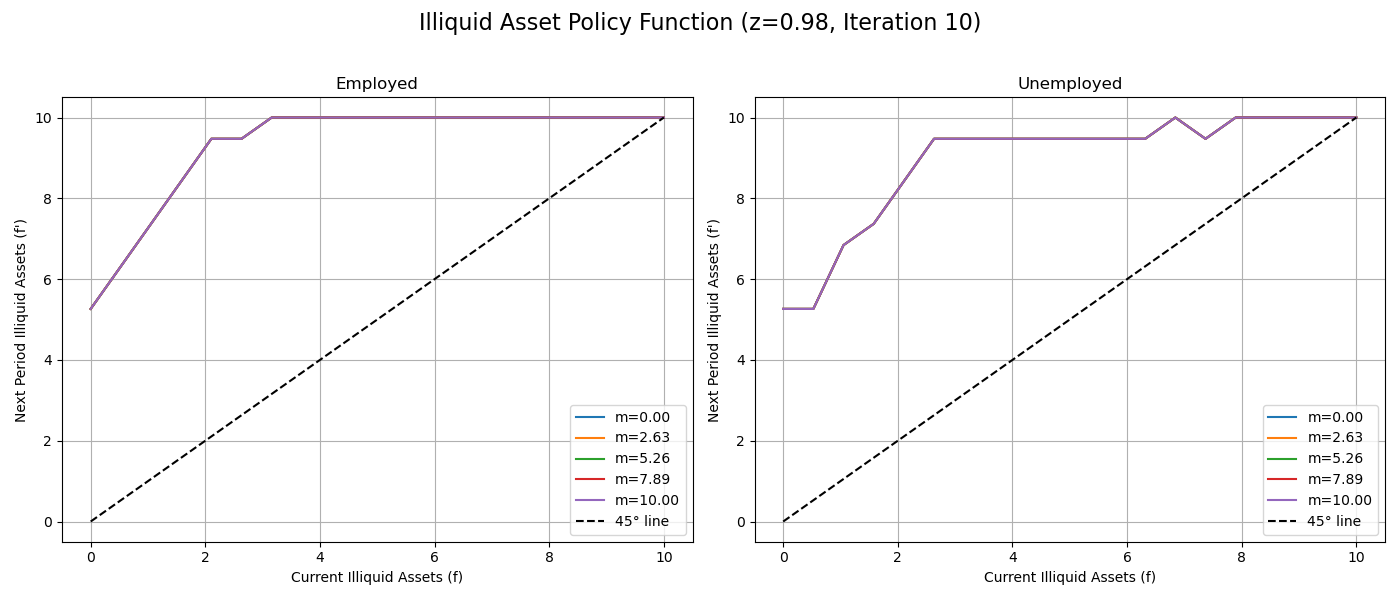 Illiquid Asset Policy Function (z=0.98, Iteration 10)
Employed
Next Period Illiquid Assets (f')
10
8
6
4
2
0
0 2 4 6 8 10
Current Illiquid Assets (f)
m=0.00
m=2.63
m=5.26
m=7.89
m=10.00
45° line
Unemployed
Next Period Illiquid Assets (f')
10
8
6
4
2
0
0 2 4 6 8 10
Current Illiquid Assets (f)
m=0.00
m=2.63
m=5.26
m=7.89
m=10.00
45° line